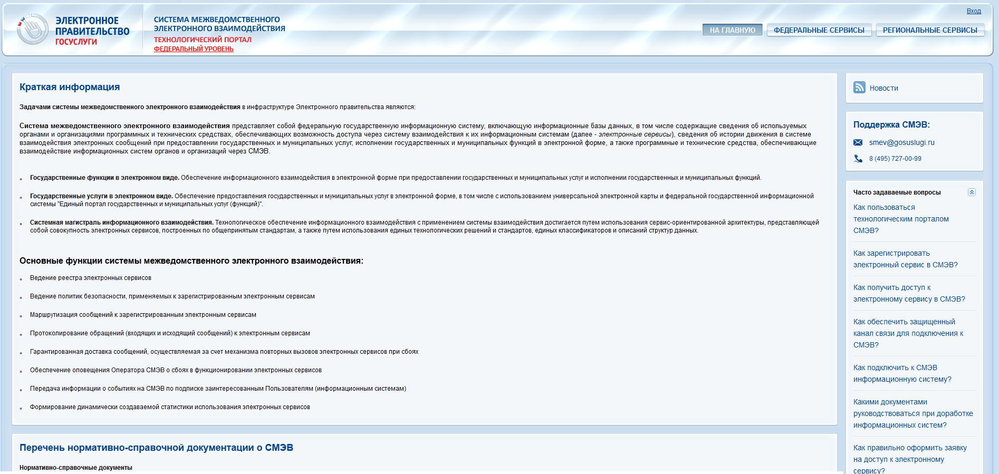 Вход
ЭЛЕКТРОННОЕ
ПРАВИТЕЛЬСТВО
ГОСУСЛУГИ
СИСТЕМА МЕЖВЕДОМСТВЕННОГО
ЭЛЕКТРОННОГО ВЗАИМОДЕЙСТВИЯ
ТЕХНОЛОГИЧЕСКИЙ ПОРТАЛ
ФЕДЕРАЛЬНЫЙ УРОВЕНЬ
НА ГЛАВНУЮ
ФЕДЕРАЛЬНЫЕ СЕРВИСЫ
РЕГИОНАЛЬНЫЕ СЕРВИСЫ
Краткая информация
Задачами системы межведомственного электронного взаимодействия в инфраструктуре Электронного правительства являются:
Система межведомственного электронного взаимодействия представляет собой федеральную государственную информационную систему, включающую информационные базы данных, в том числе содержащие сведения об используемых
органами и организациями программных и технических средствах, обеспечивающих возможность доступа через систему взаимодействия к их информационным системам (далее - электронные сервисы), сведения об истории движения в системе
взаимодействия электронных сообщений при предоставлении государственных и муниципальных услуг, исполнении государственных и муниципальных функций в электронной форме, а также программные и технические средства, обеспечивающие
взаимодействие информационных систем органов и организаций через СМЭВ.
Государственные функции в электронном виде. Обеспечение информационного взаимодействия в электронной форме при предоставлении государственных и муниципальных услуг и исполнении государственных и муниципальных функций.
Государственные услуги в электронном виде. Обеспечение предоставления государственных и муниципальных услуг в электронной форме, в том числе с использованием универсальной электронной карты и федеральной государственной информационной
системы "Единый портал государственных и муниципальных услуг (функций)".
Системная магистраль информационного взаимодействия. Технологическое обеспечение информационного взаимодействия с применением системы взаимодействия достигается путем использования сервис-ориентированной архитектуры, представляющей
собой совокупность электронных сервисов, построенных по общепринятым стандартам, а также путем использования единых технологических решений и стандартов, единых классификаторов и описаний структур данных.
Основные функции системы межведомственного электронного взаимодействия:
Ведение реестра электронных сервисов
Ведение политик безопасности, применяемых к зарегистрированным электронным сервисам
Маршрутизация сообщений к зарегистрированным электронным сервисам
Протоколирование обращений (входящих и исходящий сообщений) к электронным сервисам
Гарантированная доставка сообщений, осуществляемая за счет механизма повторных вызовов электронных сервисов при сбоях
Обеспечение оповещения Оператора СМЭВ о сбоях в функционировании электронных сервисов
Передача информации о событиях на СМЭВ по подписке заинтересованным Пользователям (информационным системам)
Формирование динамически создаваемой статистики использования электронных сервисов
Перечень нормативно-справочной документации о СМЭВ
Нормативно-справочные документы
Новости
Поддержка СМЭВ:
smev@gosuslugi.ru
8 (495) 727-00-99
Часто задаваемые вопросы
Как пользоваться
технологическим порталом
СМЭВ?
Как зарегистрировать
электронный сервис в СМЭВ?
Как получить доступ к
электронному сервису в СМЭВ?
Как обеспечить защищенный
канал связи для подключения к
СМЭВ?
Как подключить к СМЭВ
информационную систему?
Какими документами
руководствоваться при доработке
информационных систем?
Как правильно оформить заявку
на доступ к электронному
сервису?